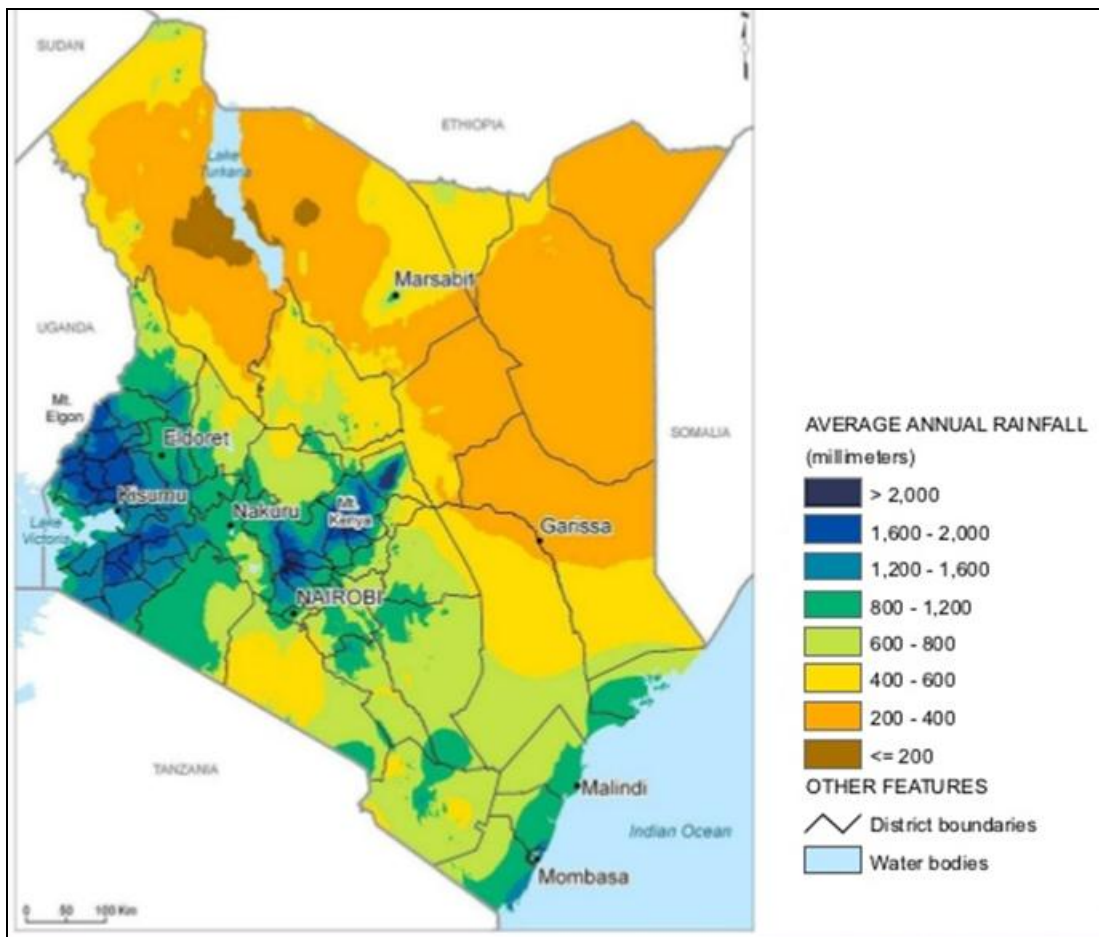 SUDAN
ETHIOPIA
Lake
Turkana
Marsabit
UGANDA
Mt.
Elgon
Eldoret
SOMALIA
Kisumu
Nakuru
Mt.
Kenya
Lake
Victoria
Garissa
NAIROBI
TANZANIA
Malindi
Indian Ocean
Mombasa
0 50 100 Km
AVERAGE ANNUAL RAINFALL
(millimeters)
> 2,000
1,600 - 2,000
1,200 - 1,600
800 - 1,200
600 - 800
400 - 600
200 - 400
<= 200
OTHER FEATURES
District boundaries
Water bodies